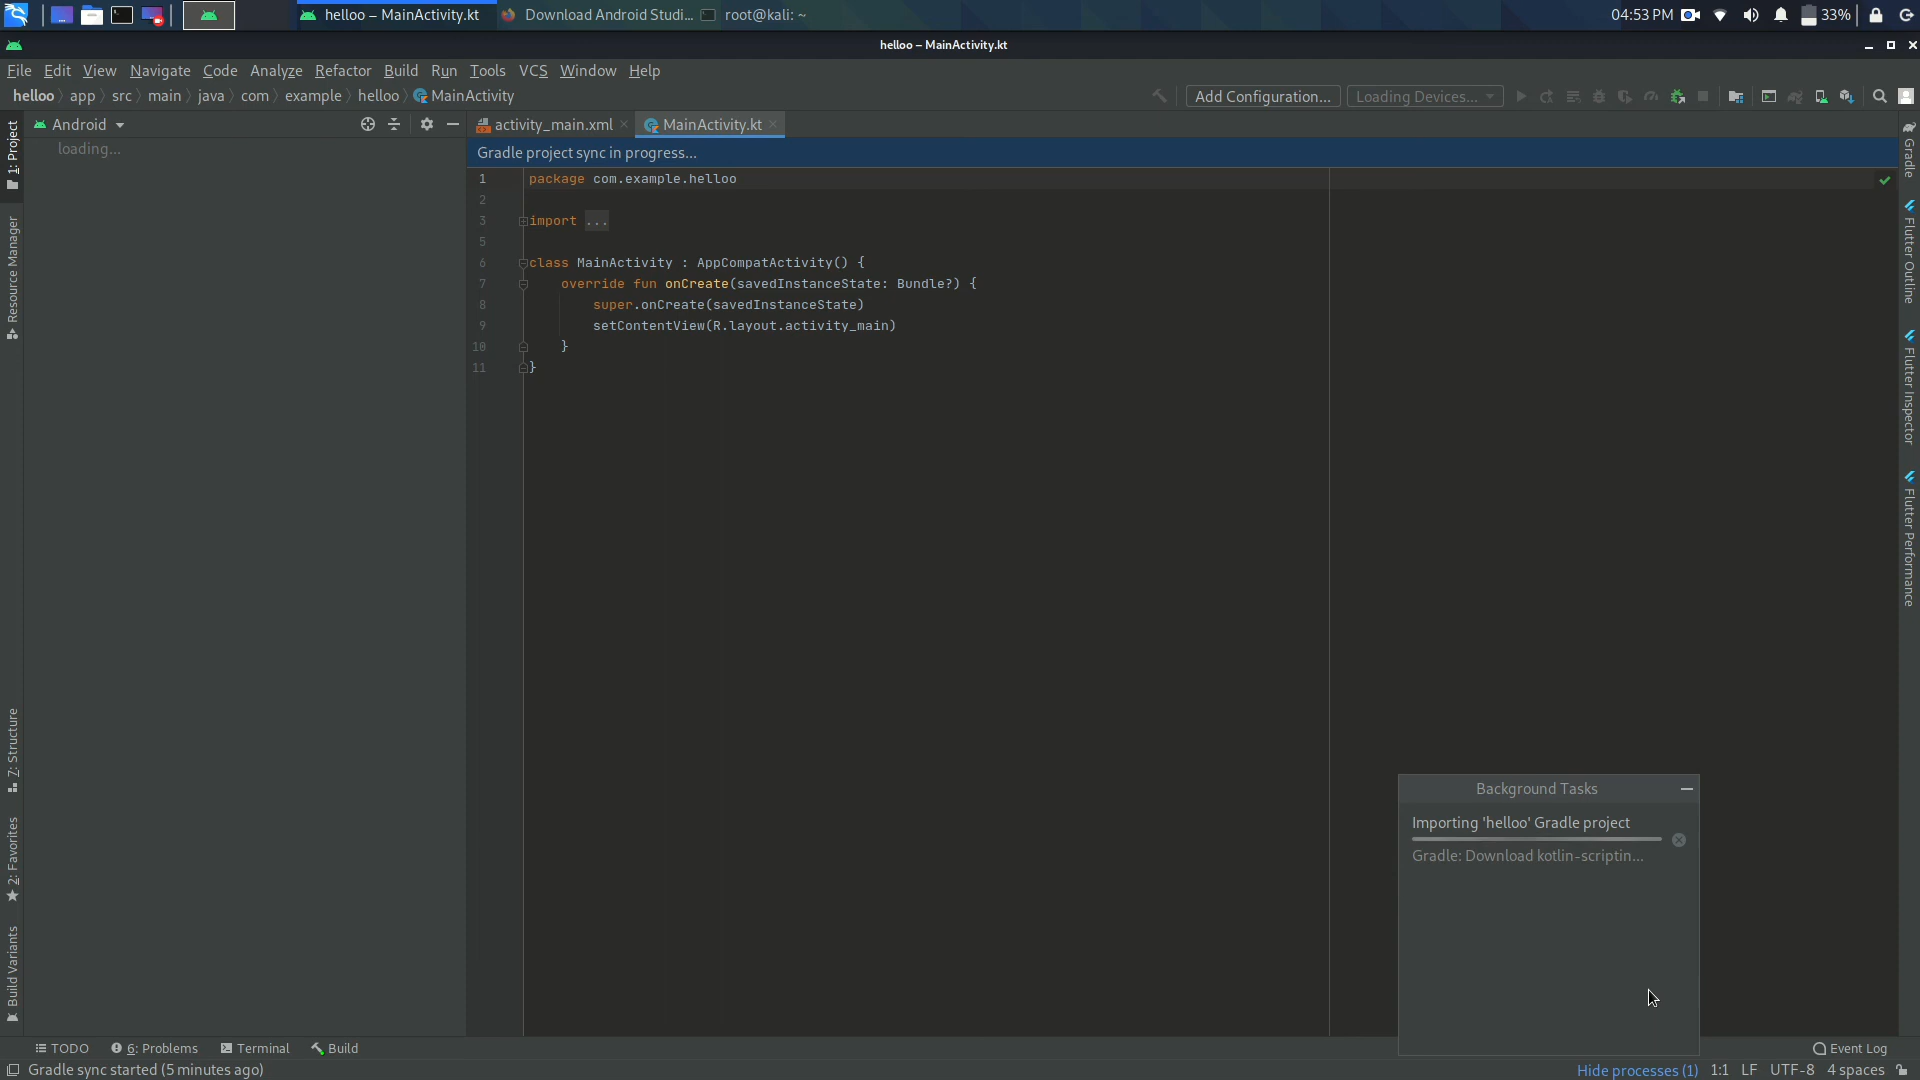 helloo – MainActivity.kt
Download Android Studi...
root@kali: ~
04:53 PM
33%
helloo – MainActivity.kt
File Edit View Navigate Code Analyze Refactor Build Run Tools VCS Window Help
helloo app src main java com example helloo MainActivity
Add Configuration...
Loading Devices...
1: Project
Resource Manager
7: Structure
2: Favorites
Build Variants
Android
loading...
activity_main.xml
MainActivity.kt
Gradle project sync in progress...
1 package com.example.helloo
2
3 import ...
5
6 class MainActivity : AppCompatActivity() {
7 override fun onCreate(savedInstanceState: Bundle?) {
8 super.onCreate(savedInstanceState)
9 setContentView(R.layout.activity_main)
10 }
11 }
Gradle
Flutter Outline
Flutter Inspector
Flutter Performance
Background Tasks
Importing 'helloo' Gradle project
Gradle: Download kotlin-scriptin...
TODO
6: Problems
Terminal
Build
Event Log
Gradle sync started (5 minutes ago)
Hide processes (1)
1:1 LF UTF-8 4 spaces